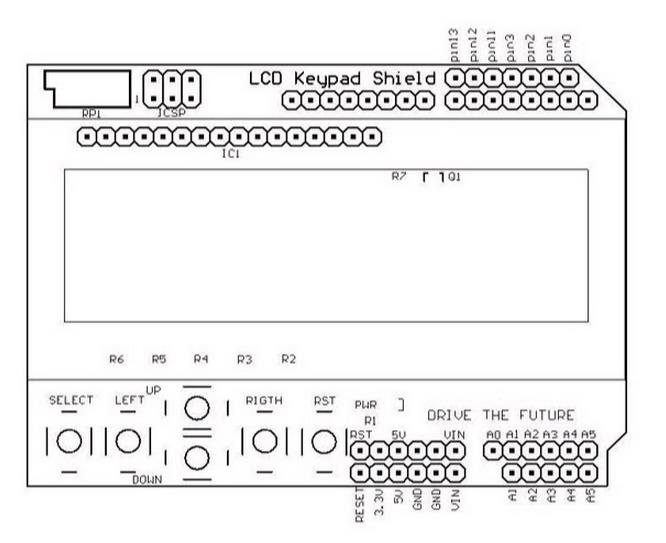 pin13 pin12 pin11 pin3 pin2 pin1 pin0
LCD Keypad Shield
1
RP1 ICSP
IC1
R7 Q1
R6 R5 R4 R3 R2
SELECT LEFT UP RIGTH RST PWR
R1 DRIVE THE FUTURE
RST 5V VIN A0 A1 A2 A3 A4 A5
DOWN
RESET 3.3V 5V GND GND VIN A1 A2 A3 A4 A5